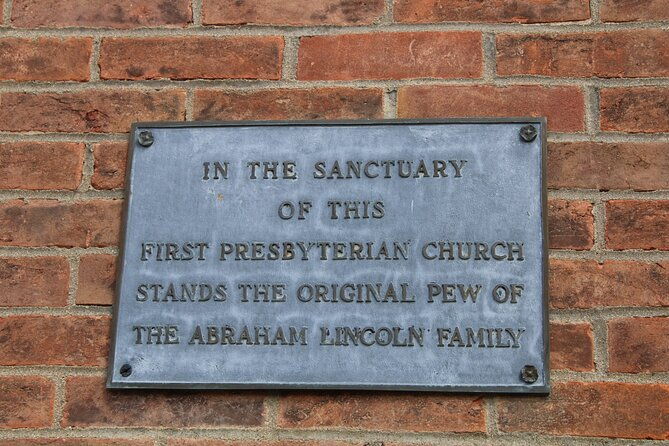 IN THE SANCTUARY
OF THIS
FIRST PRESBYTERIAN CHURCH
STANDS THE ORIGINAL PEW OF
THE ABRAHAM LINCOLN FAMILY